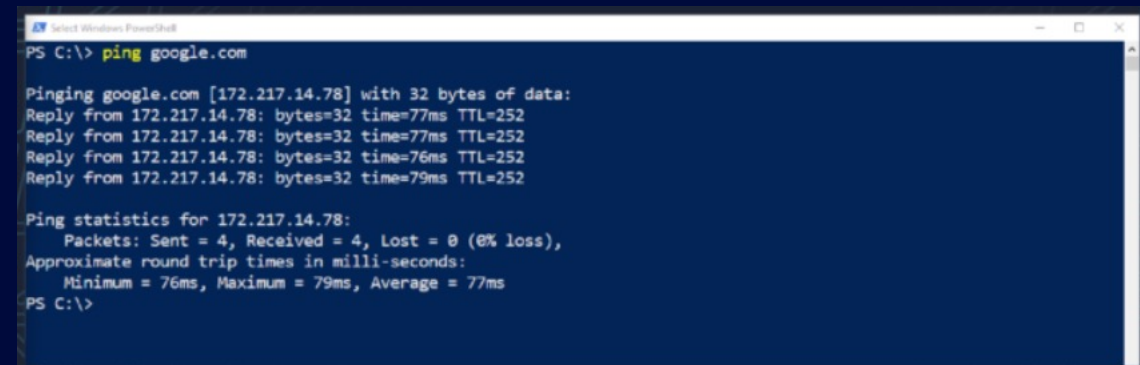 Select Windows PowerShell
PS C:\> ping google.com
Pinging google.com [172.217.14.78] with 32 bytes of data:
Reply from 172.217.14.78: bytes=32 time=77ms TTL=252
Reply from 172.217.14.78: bytes=32 time=77ms TTL=252
Reply from 172.217.14.78: bytes=32 time=76ms TTL=252
Reply from 172.217.14.78: bytes=32 time=79ms TTL=252
Ping statistics for 172.217.14.78:
    Packets: Sent = 4, Received = 4, Lost = 0 (0% loss),
Approximate round trip times in milli-seconds:
    Minimum = 76ms, Maximum = 79ms, Average = 77ms
PS C:\>